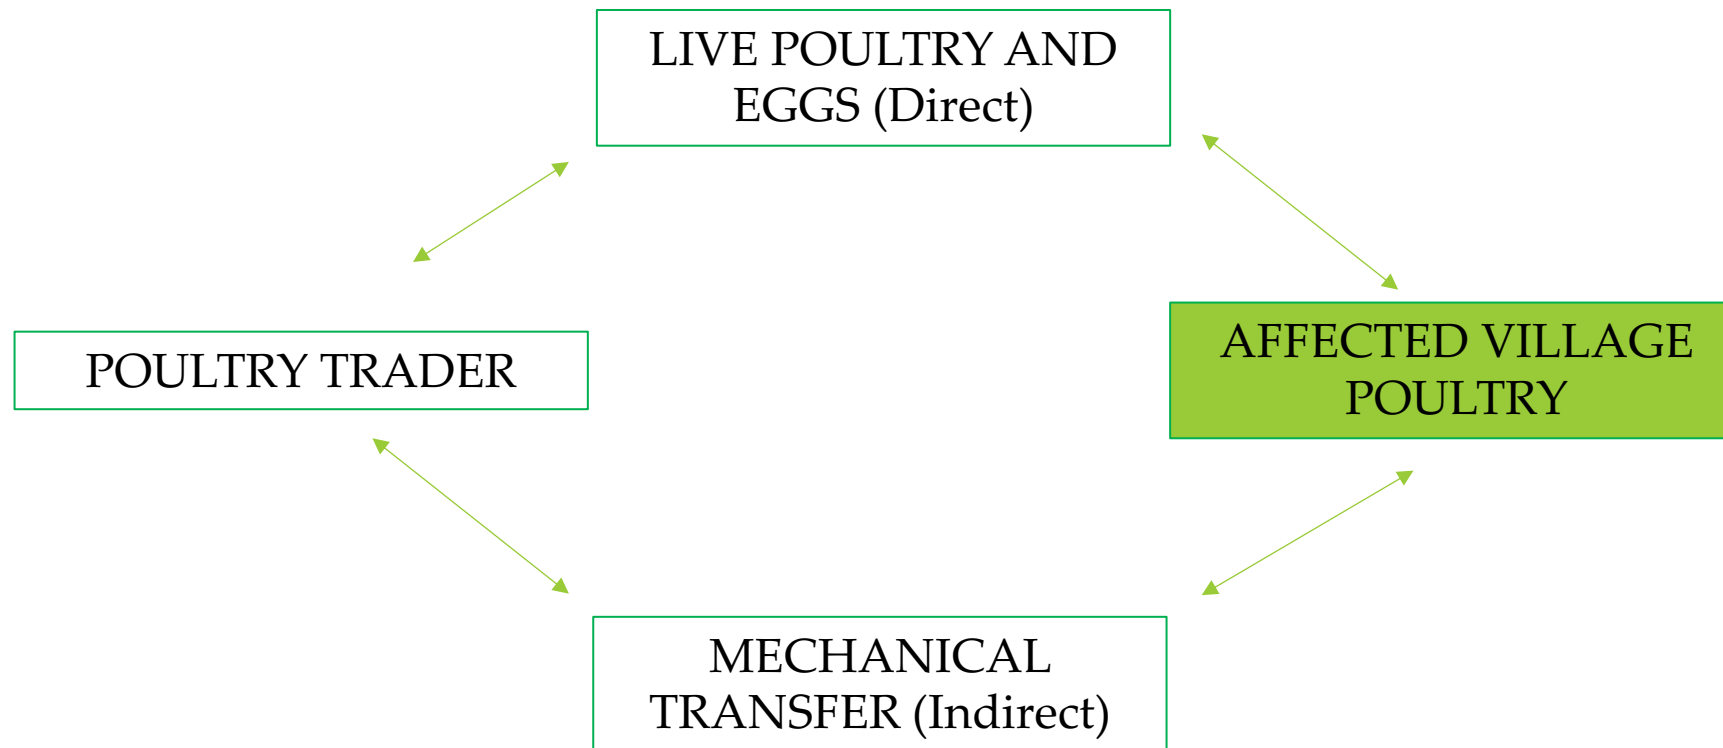 LIVE POULTRY AND
EGGS (Direct)
POULTRY TRADER
AFFECTED VILLAGE
POULTRY
MECHANICAL
TRANSFER (Indirect)